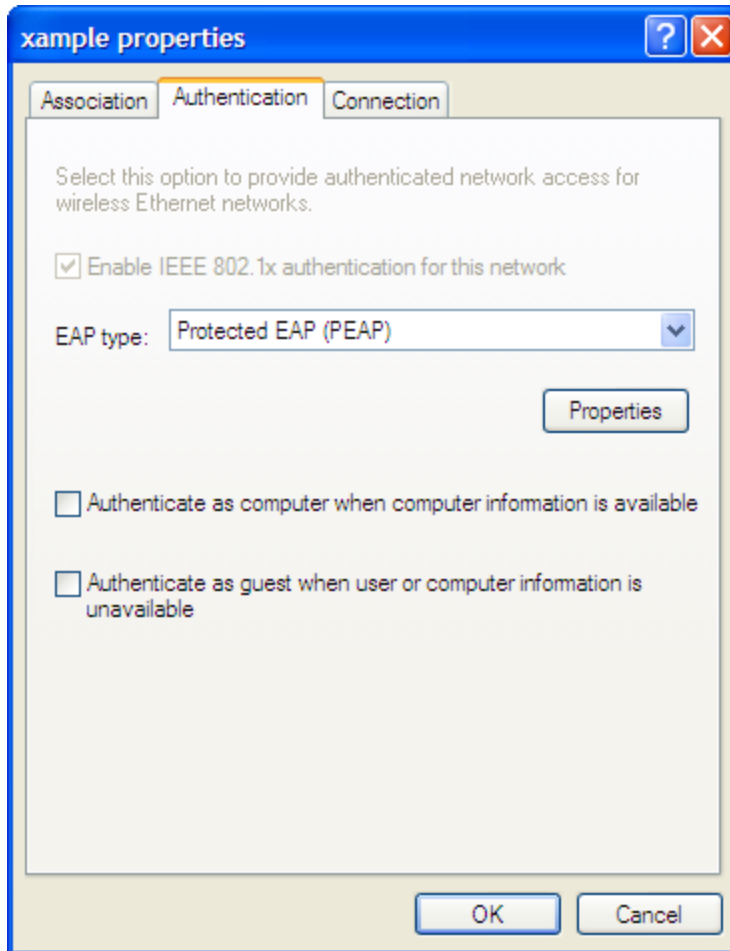 xample properties
Association Authentication Connection
Select this option to provide authenticated network access for
wireless Ethernet networks.
Enable IEEE 802.1x authentication for this network
EAP type: Protected EAP (PEAP)
Properties
Authenticate as computer when computer information is available
Authenticate as guest when user or computer information is
unavailable
OK Cancel